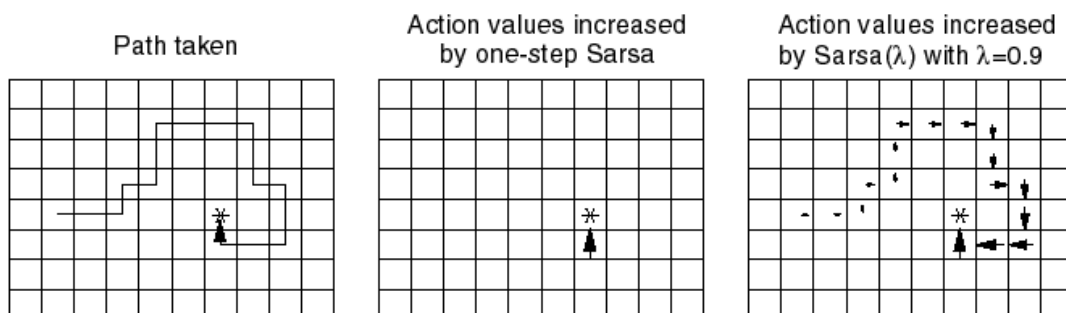 Path taken
Action values increased
by one-step Sarsa
Action values increased
by Sarsa(λ) with λ=0.9